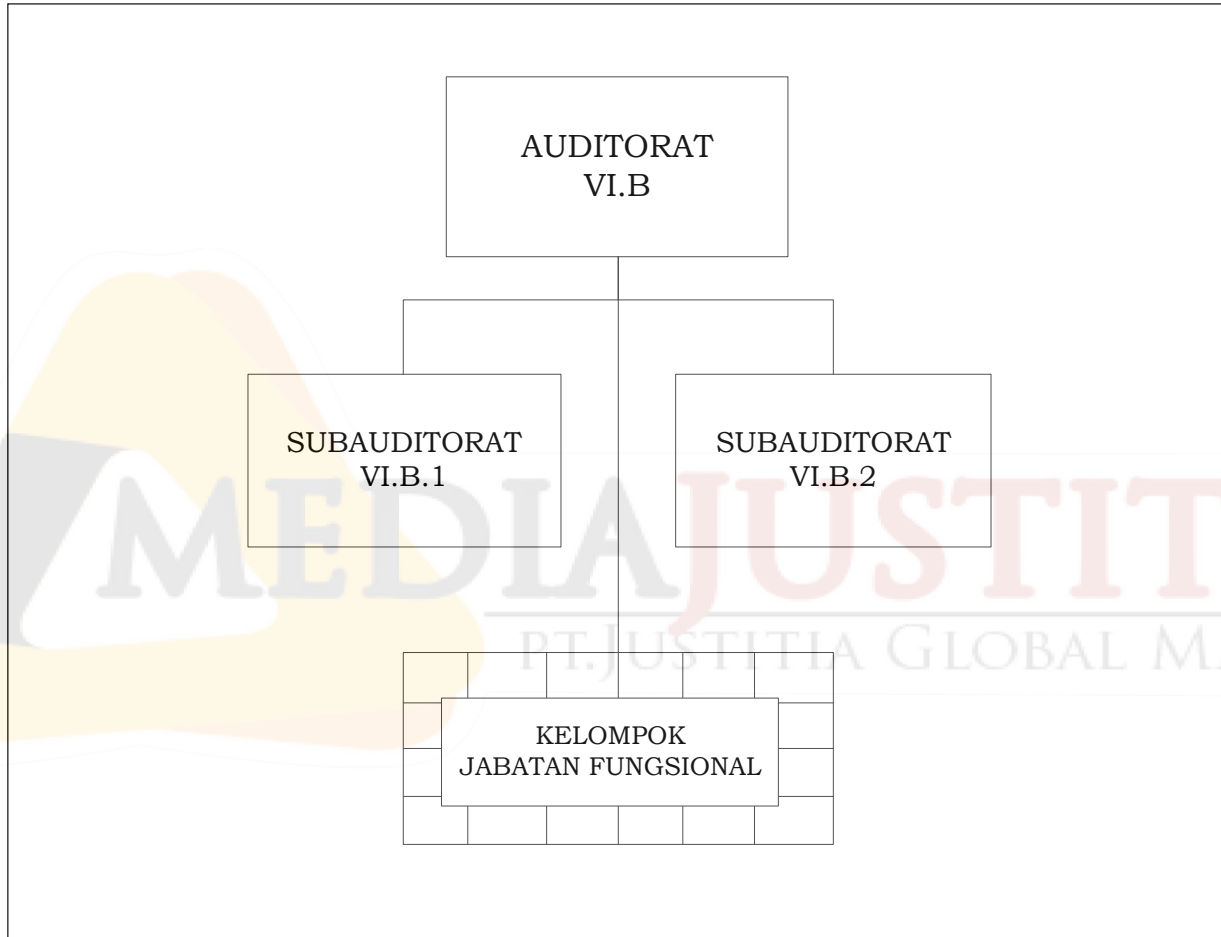 AUDITORAT
VI.B
SUBAUDITORAT
VI.B.1
SUBAUDITORAT
VI.B.2
MEDIAJUSTIT
PT.JUSTITIA GLOBAL M
KELOMPOK
JABATAN FUNGSIONAL